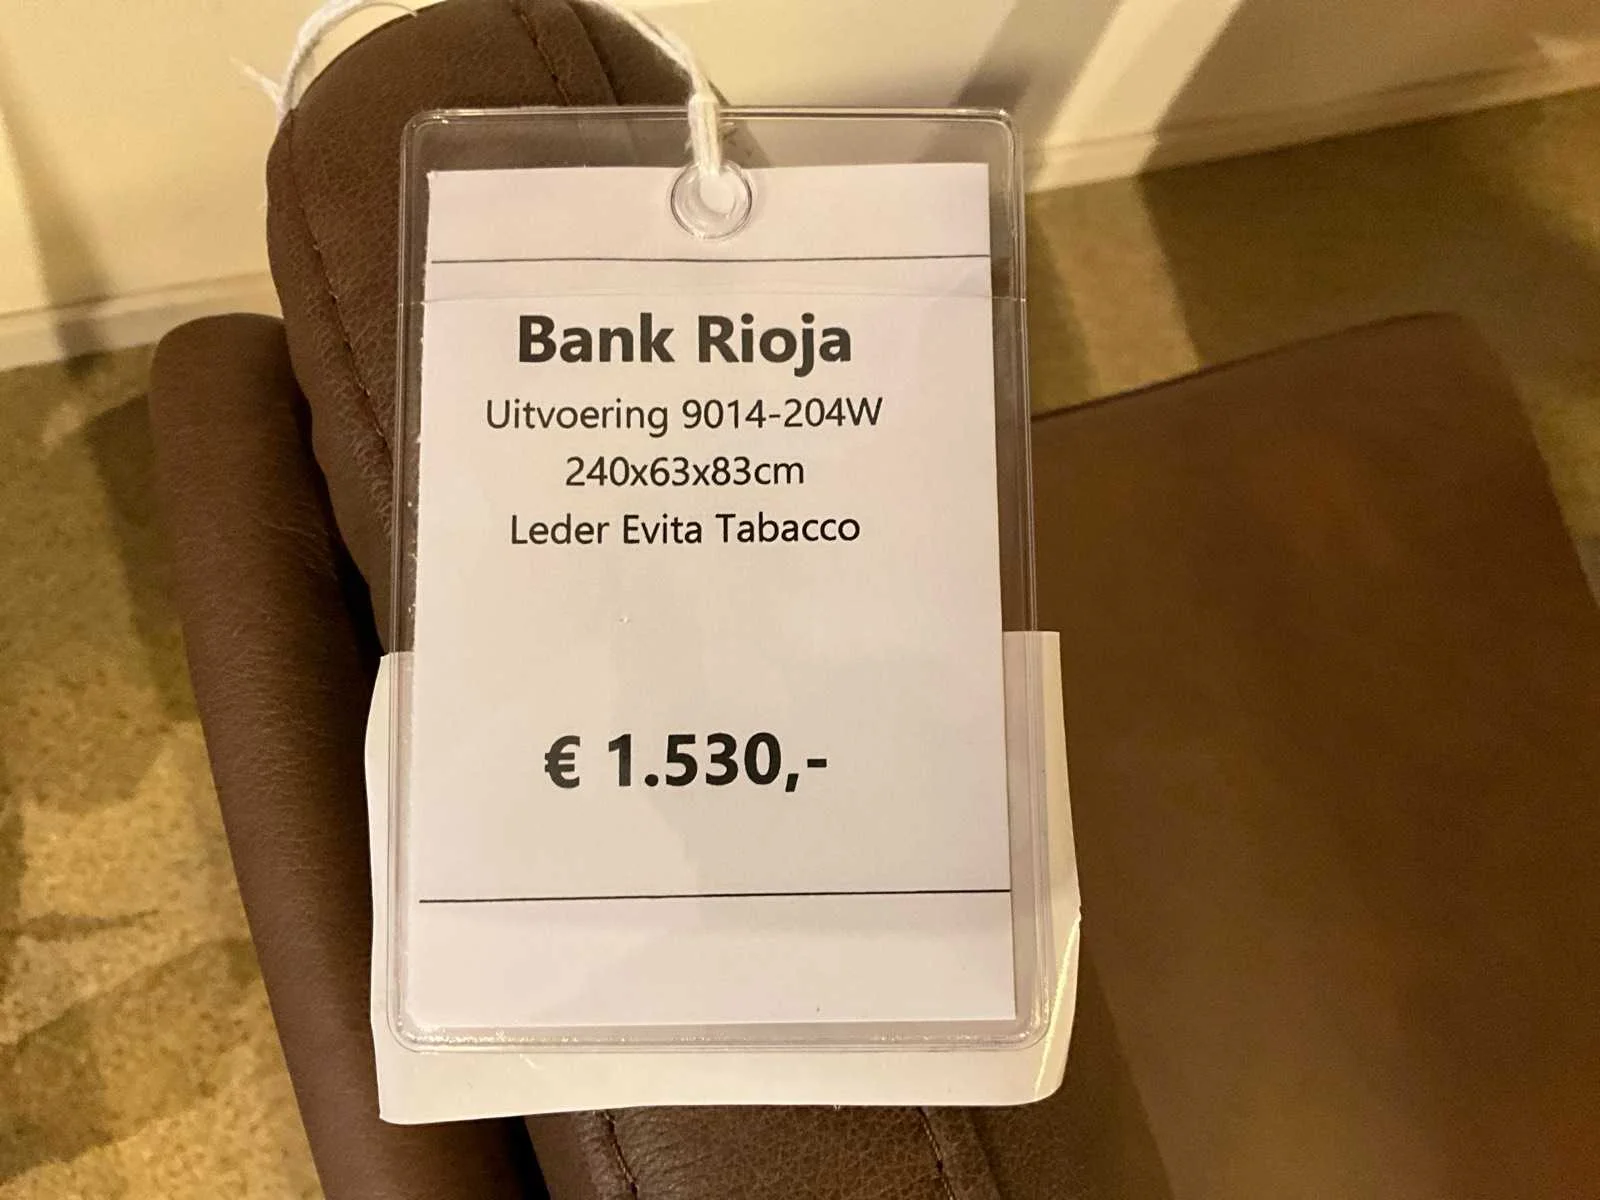 Bank Rioja
Uitvoering 9014-204W
240x63x83cm
Leder Evita Tabacco
€ 1.530,-